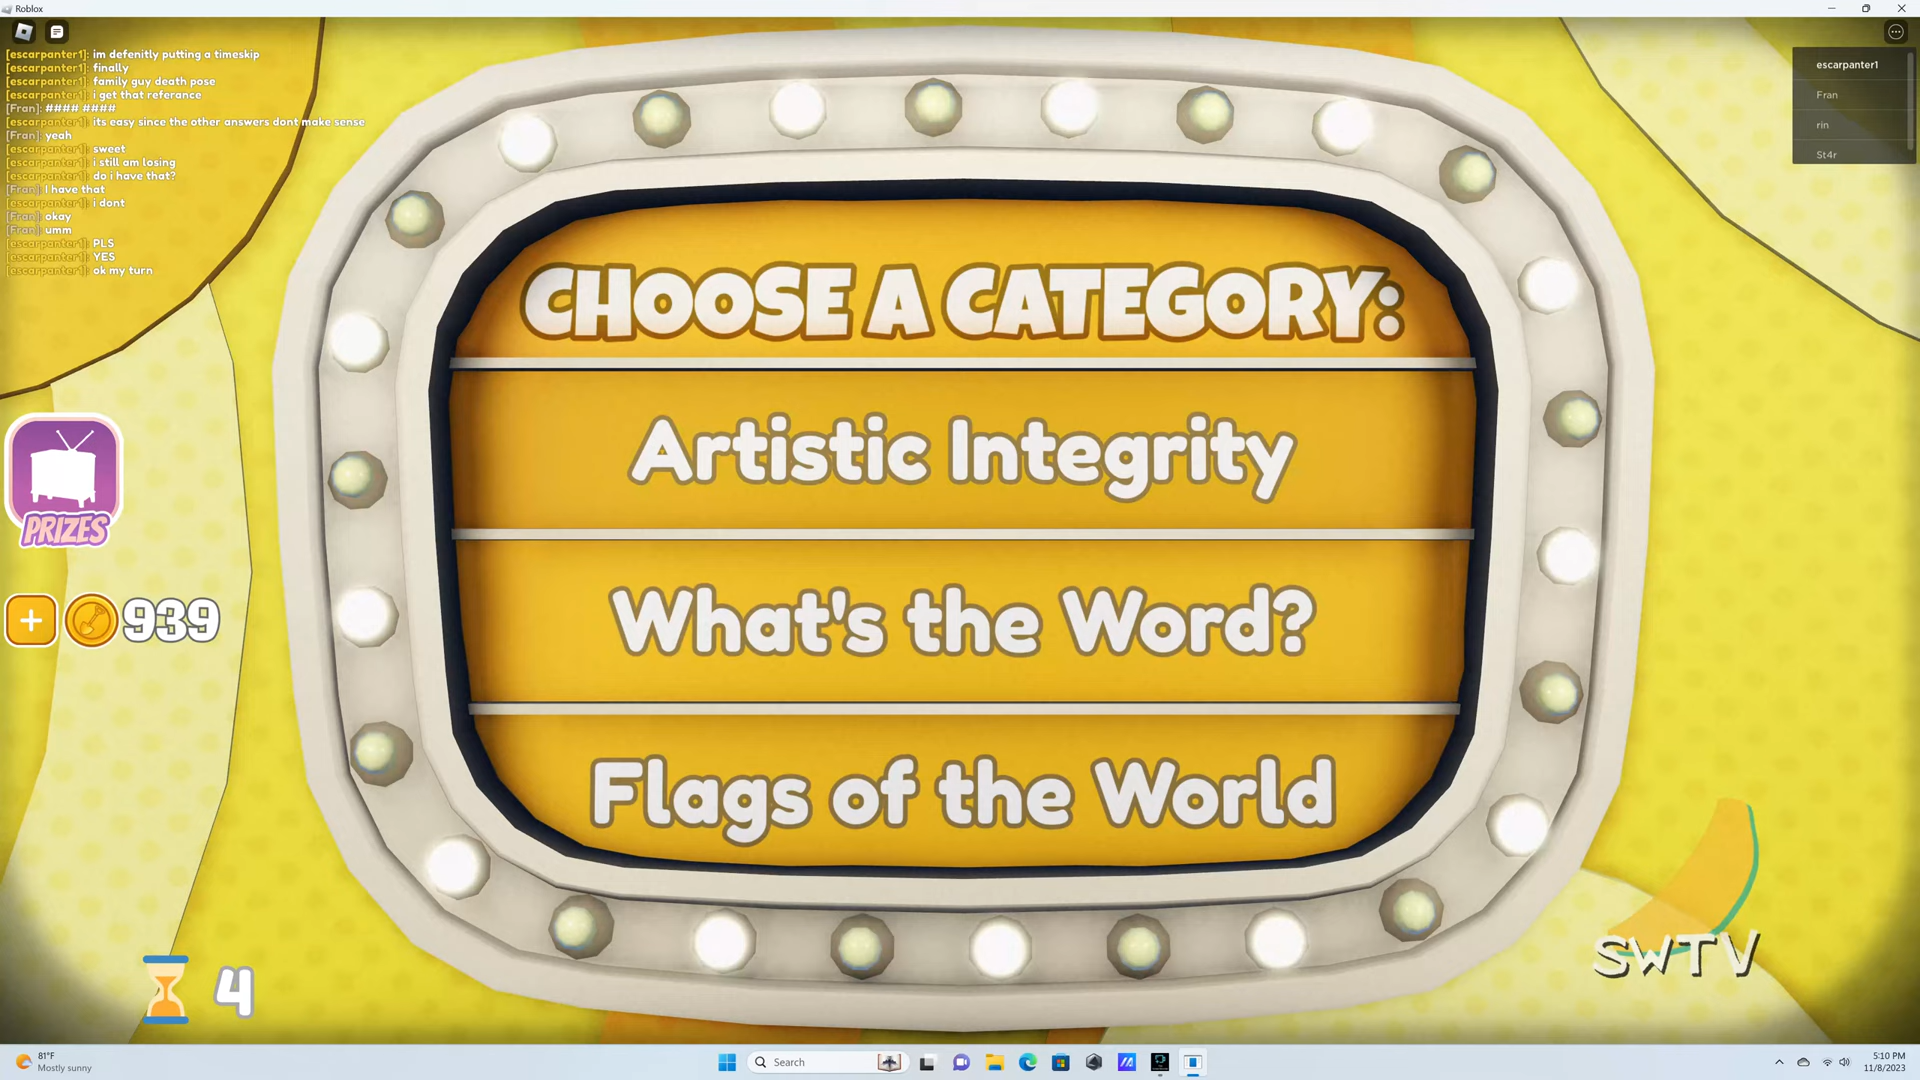 Roblox
[escarpanter1]: im defenitly putting a timeskip
[escarpanter1]: finally
[escarpanter1]: family guy death pose
[escarpanter1]: i get that referance
[Fran]: #### ####
[escarpanter1]: its easy since the other answers dont make sense
[Fran]: yeah
[escarpanter1]: sweet
[escarpanter1]: i still am losing
[escarpanter1]: do i have that?
[Fran]: I have that
[escarpanter1]: i dont
[Fran]: okay
[Fran]: umm
[escarpanter1]: PLS
[escarpanter1]: YES
[escarpanter1]: ok my turn
escarpanter1
Fran
rin
St4r
CHOOSE A CATEGORY:
Artistic Integrity
What's the Word?
Flags of the World
PRIZES
+ 939
4
SWTV
81°F
Mostly sunny
Search
5:10 PM
11/8/2023